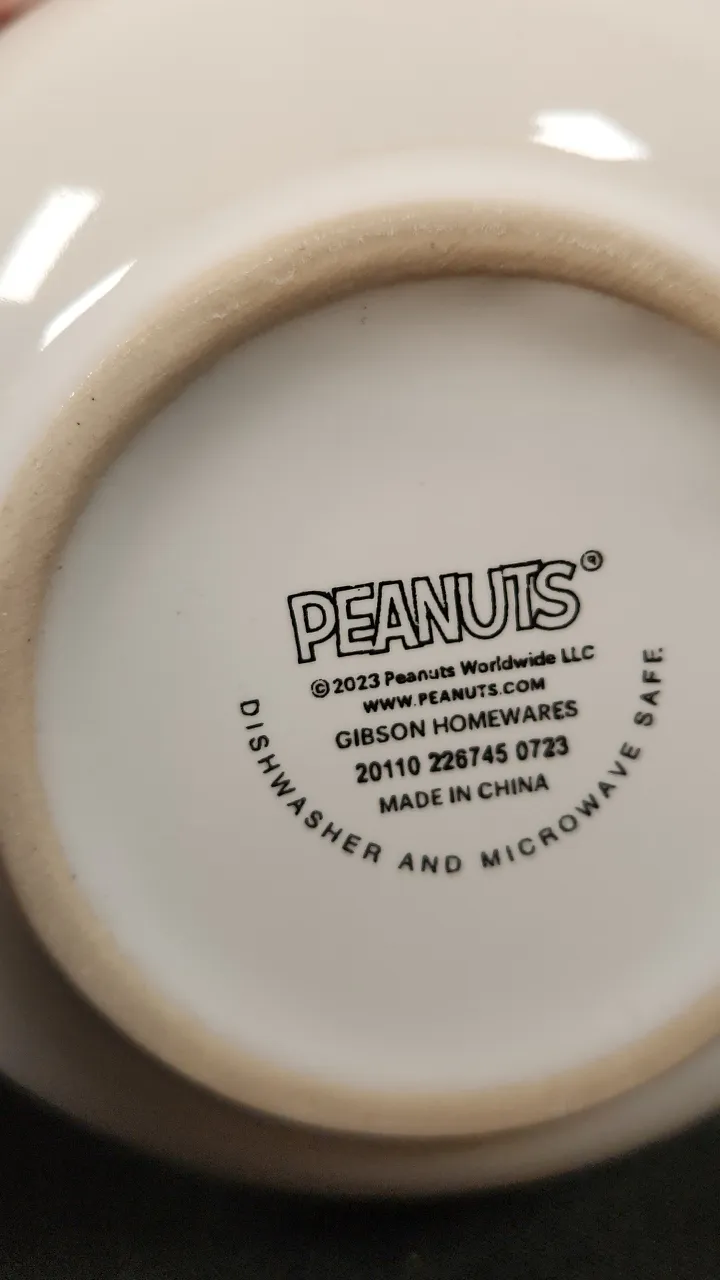 PEANUTS®
©2023 Peanuts Worldwide LLC
WWW.PEANUTS.COM
GIBSON HOMEWARES
20110 226745 0723
MADE IN CHINA
DISHWASHER AND MICROWAVE SAFE